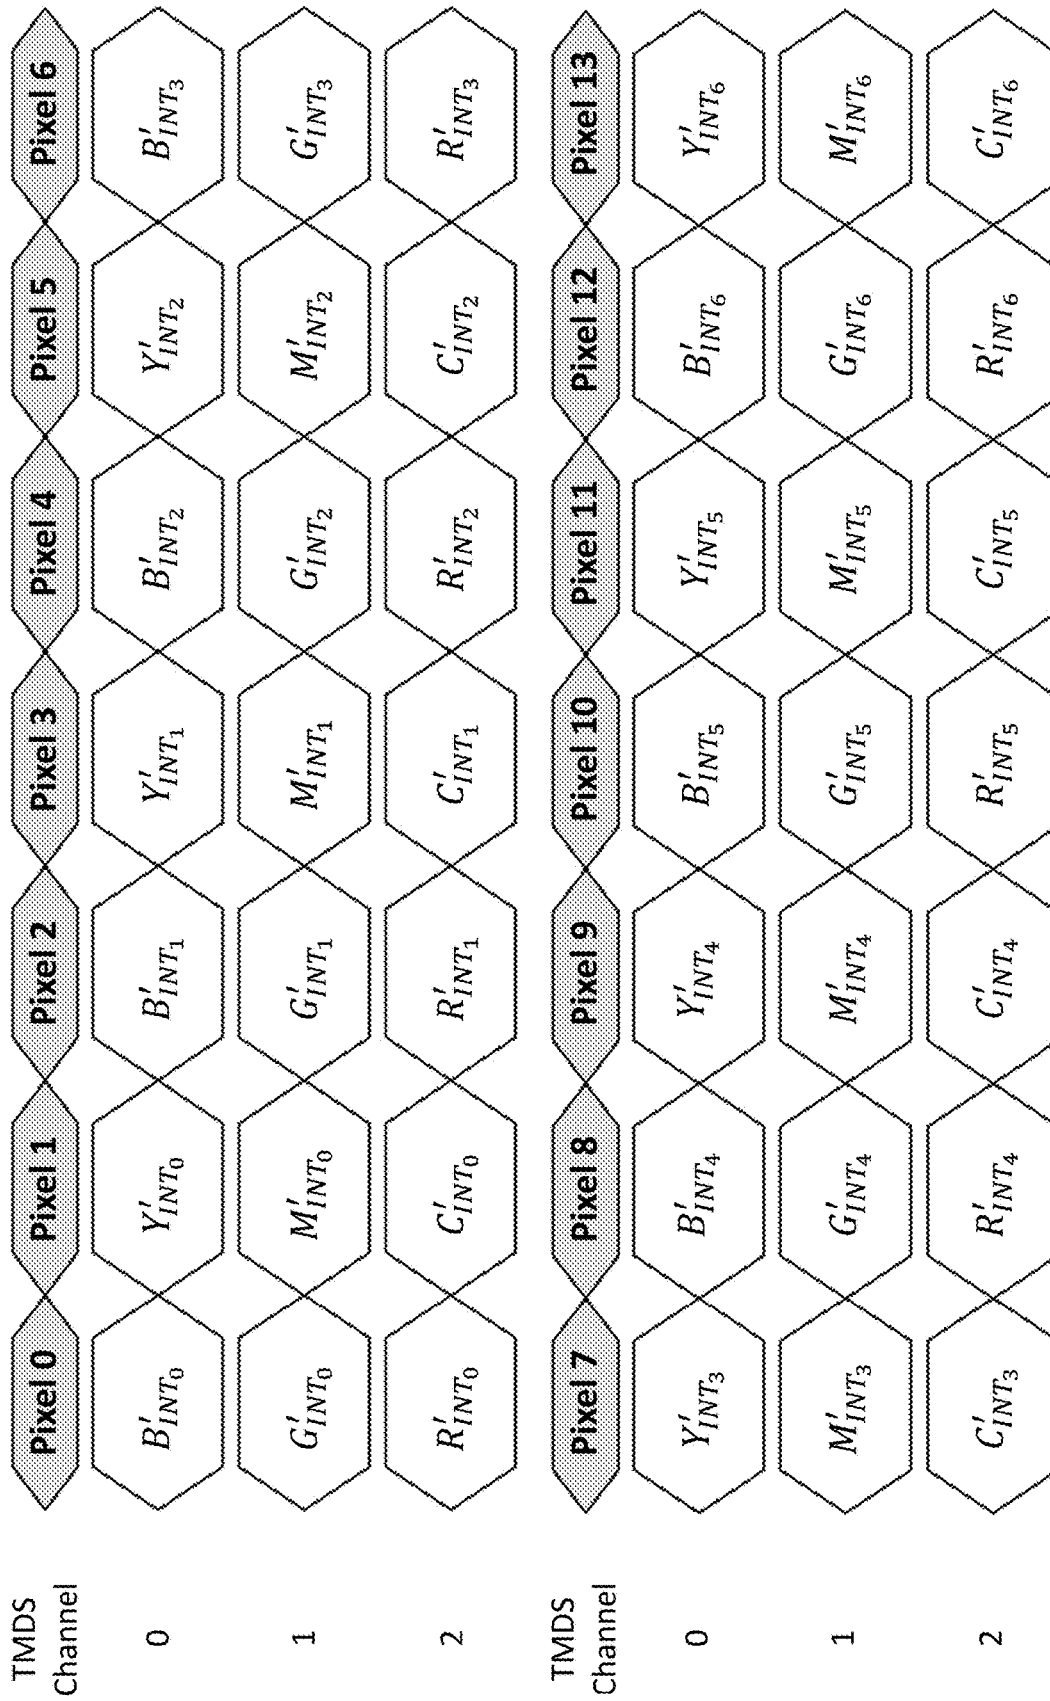 TMDS Channel Pixel 0 Pixel 1 Pixel 2 Pixel 3 Pixel 4 Pixel 5 Pixel 6
0 B'INT0 Y'INT0 B'INT1 Y'INT1 B'INT2 Y'INT2 B'INT3
1 G'INT0 M'INT0 G'INT1 M'INT1 G'INT2 M'INT2 G'INT3
2 R'INT0 C'INT0 R'INT1 C'INT1 R'INT2 C'INT2 R'INT3
TMDS Channel Pixel 7 Pixel 8 Pixel 9 Pixel 10 Pixel 11 Pixel 12 Pixel 13
0 Y'INT3 B'INT4 Y'INT4 B'INT5 Y'INT5 B'INT6 Y'INT6
1 M'INT3 G'INT4 M'INT4 G'INT5 M'INT5 G'INT6 M'INT6
2 C'INT3 R'INT4 C'INT4 R'INT5 C'INT5 R'INT6 C'INT6